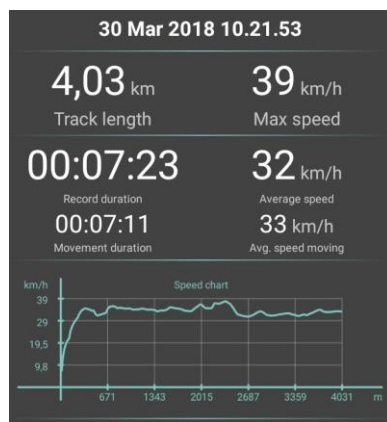 30 Mar 2018 10.21.53
4,03 km
39 km/h
Track length
Max speed
00:07:23
32 km/h
Record duration
Average speed
00:07:11
33 km/h
Movement duration
Avg. speed moving
km/h
Speed chart
39
29
19,5
9,8
671 1343 2015 2687 3359 4031 m